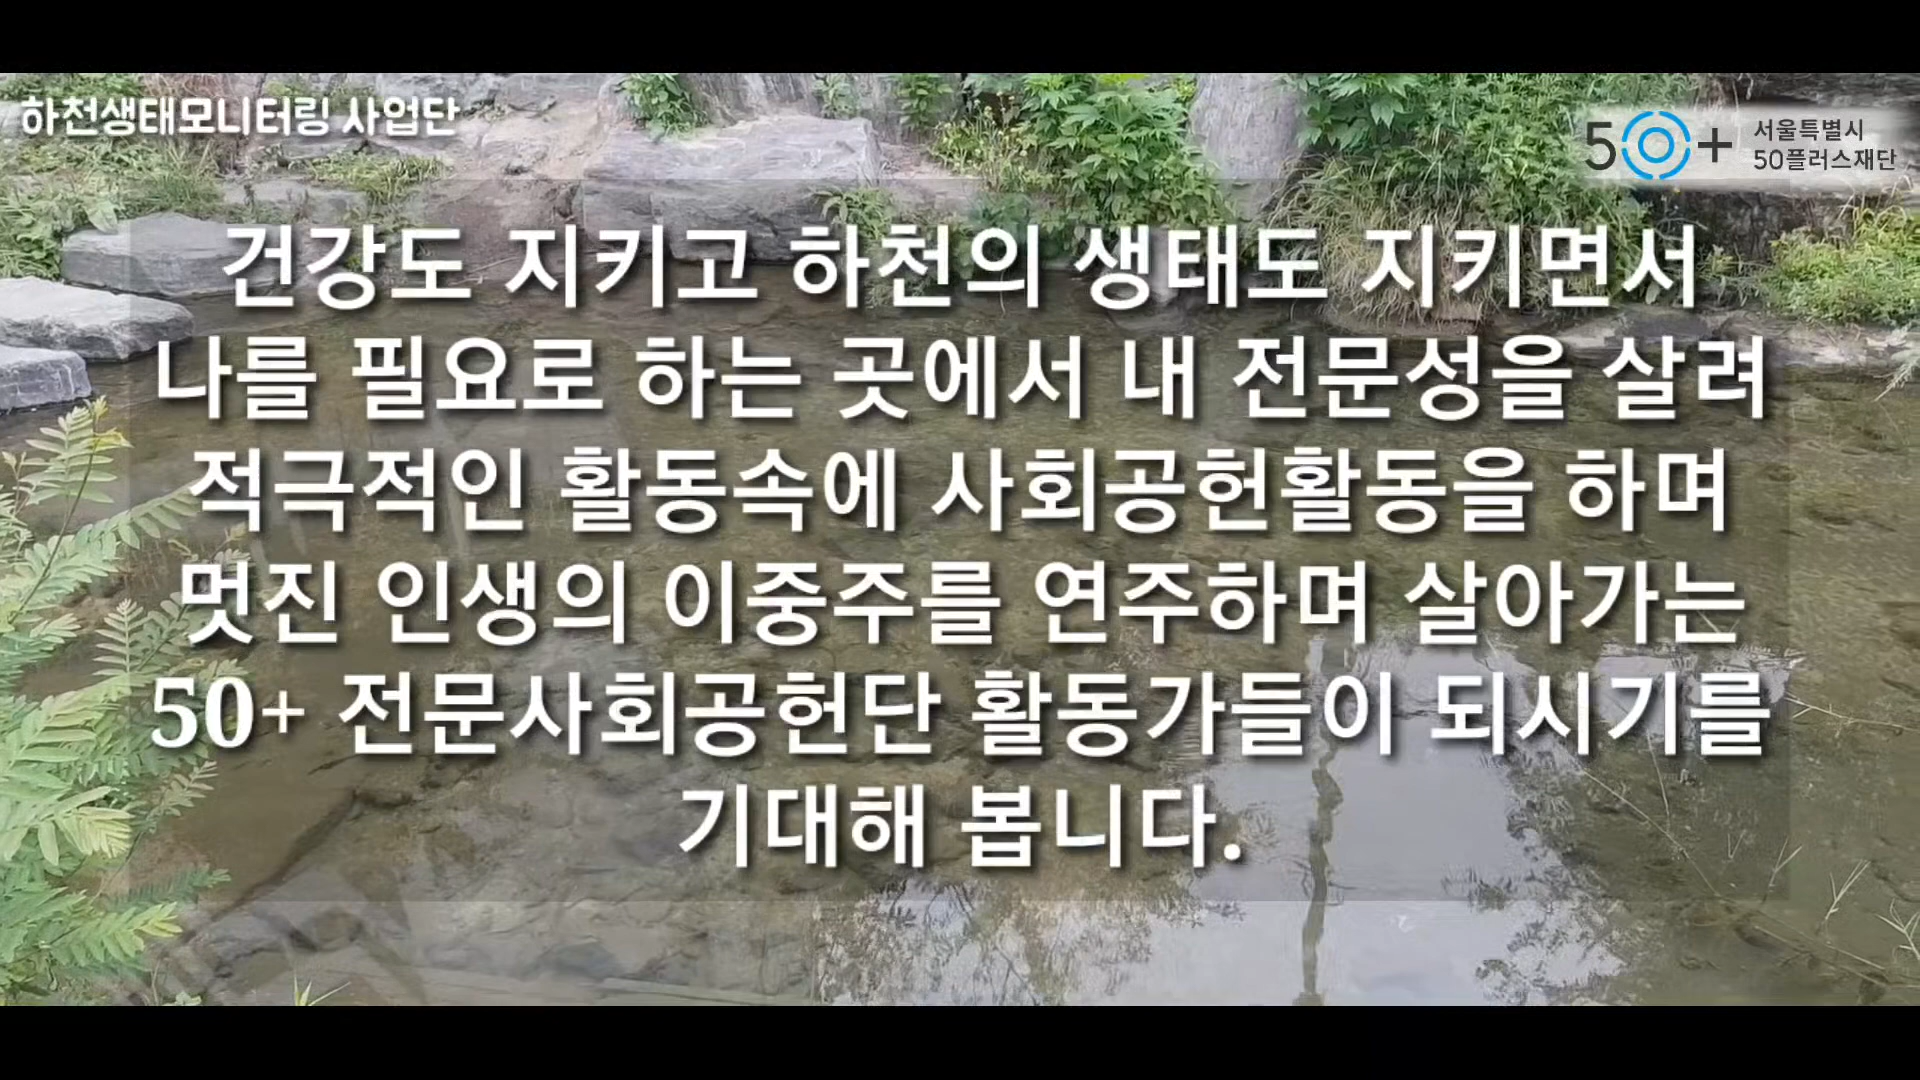 하천생태모니터링 사업단
50+ 서울특별시
50플러스재단
건강도 지키고 하천의 생태도 지키면서
나를 필요로 하는 곳에서 내 전문성을 살려
적극적인 활동속에 사회공헌활동을 하며
멋진 인생의 이중주를 연주하며 살아가는
50+ 전문사회공헌단 활동가들이 되시기를
기대해 봅니다.